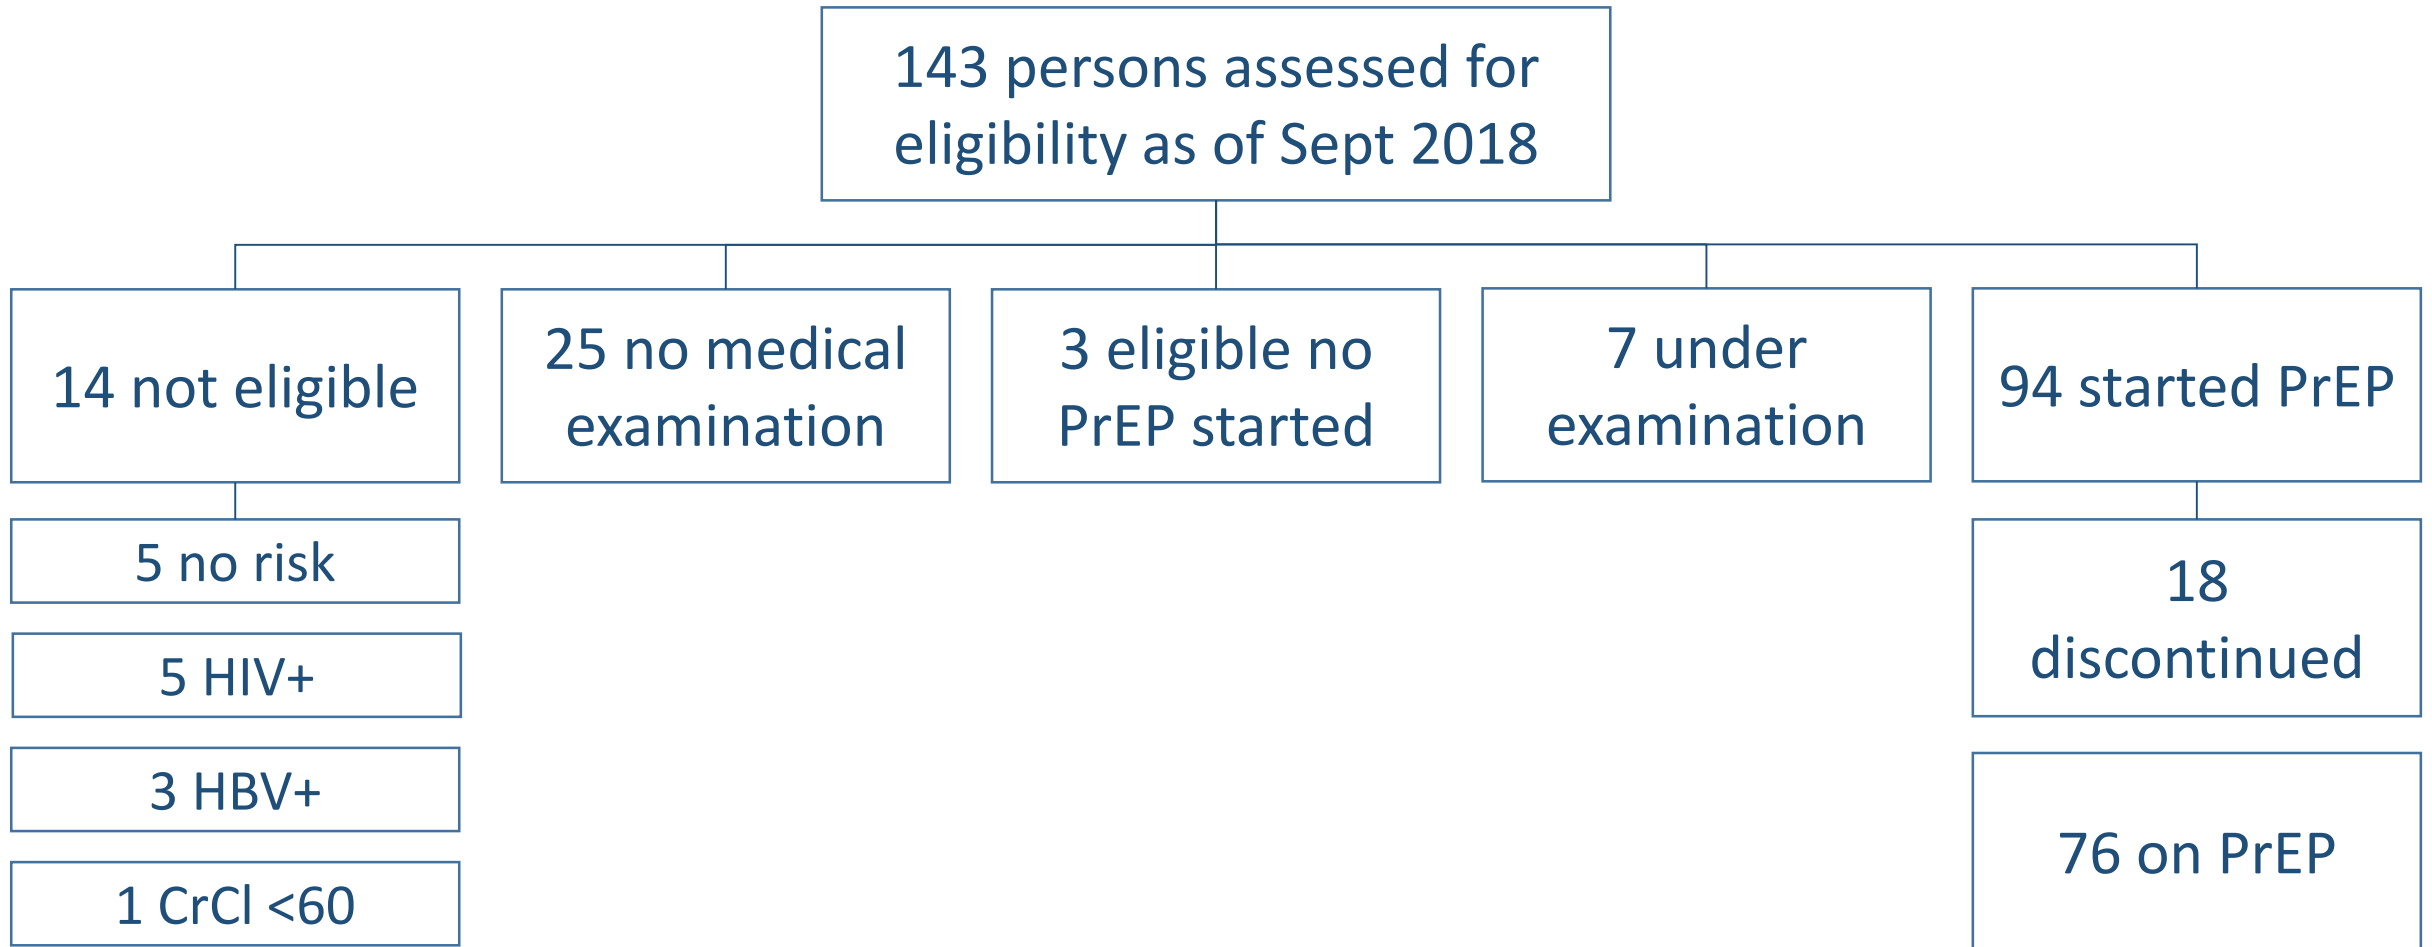 143 persons assessed for
eligibility as of Sept 2018
14 not eligible
25 no medical
examination
3 eligible no
PrEP started
7 under
examination
94 started PrEP
5 no risk
5 HIV+
3 HBV+
1 CrCl <60
18
discontinued
76 on PrEP